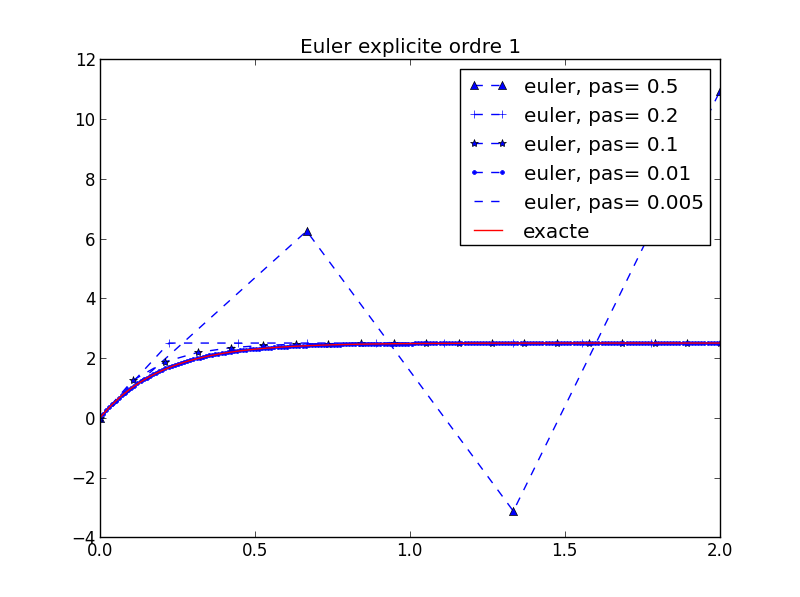 Euler explicite ordre 1
12
10
8
6
4
2
0
−2
−4
0.0 0.5 1.0 1.5 2.0
euler, pas= 0.5
euler, pas= 0.2
euler, pas= 0.1
euler, pas= 0.01
euler, pas= 0.005
exacte